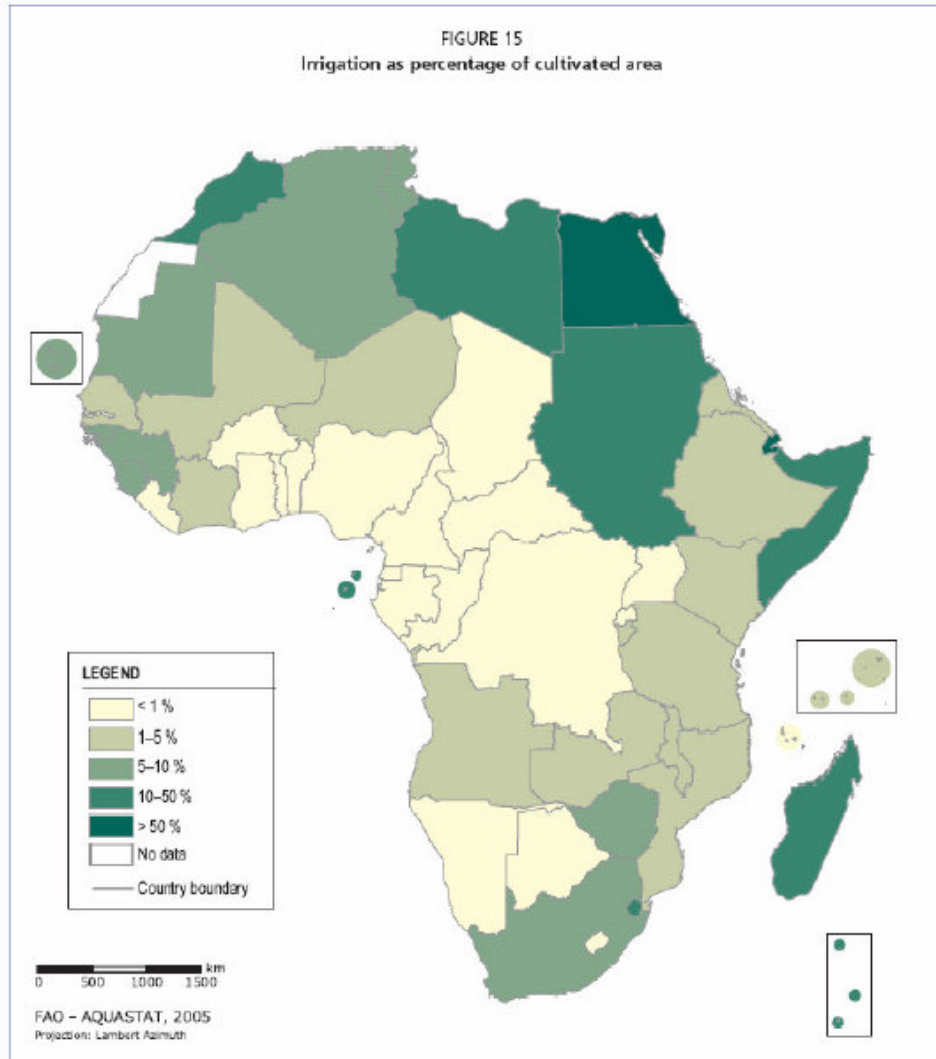 FIGURE 15
Irrigation as percentage of cultivated area
LEGEND
< 1 %
1–5 %
5–10 %
10–50 %
> 50 %
No data
Country boundary
km
0 500 1000 1500
FAO – AQUASTAT, 2005
Projection: Lambert Azimuth